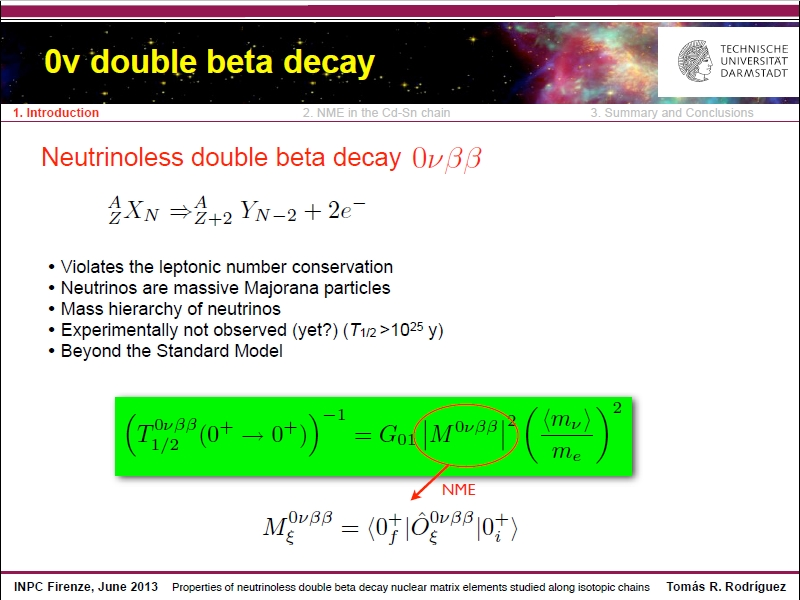 0ν double beta decay
TECHNISCHE
UNIVERSITÄT
DARMSTADT
1. Introduction 2. NME in the Cd-Sn chain 3. Summary and Conclusions
Neutrinoless double beta decay 0νββ
^A_Z X_N ⇒ ^A_{Z+2} Y_{N−2} + 2e^−
• Violates the leptonic number conservation
• Neutrinos are massive Majorana particles
• Mass hierarchy of neutrinos
• Experimentally not observed (yet?) (T_{1/2} >10^{25} y)
• Beyond the Standard Model
(T^{0νββ}_{1/2}(0^+ → 0^+))^{−1} = G_{01} |M^{0νββ}|^2 (⟨m_ν⟩/m_e)^2
NME
M^{0νββ}_ξ = ⟨0^+_f|Ô^{0νββ}_ξ|0^+_i⟩
INPC Firenze, June 2013 Properties of neutrinoless double beta decay nuclear matrix elements studied along isotopic chains Tomás R. Rodríguez